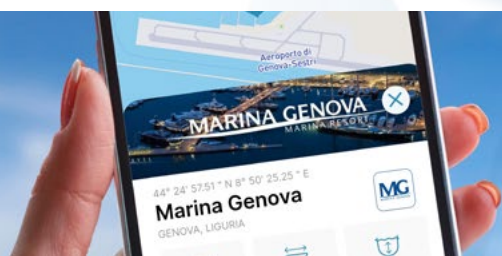 Aeroporto di
Genova-Sestri
MARINA GENOVA
MARINA RESORT
44° 24' 57.51 " N 8° 50' 25.25 " E
Marina Genova
GENOVA, LIGURIA
MG